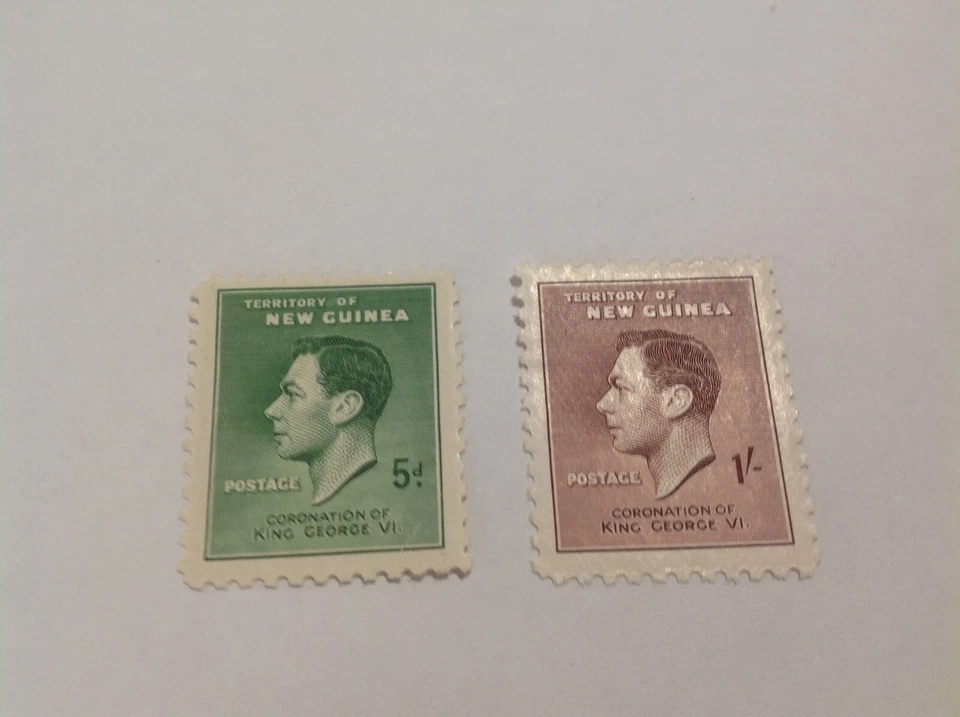 TERRITORY OF
NEW GUINEA
POSTAGE
5d.
CORONATION OF
KING GEORGE VI.
TERRITORY OF
NEW GUINEA
POSTAGE
1/-
CORONATION OF
KING GEORGE VI.